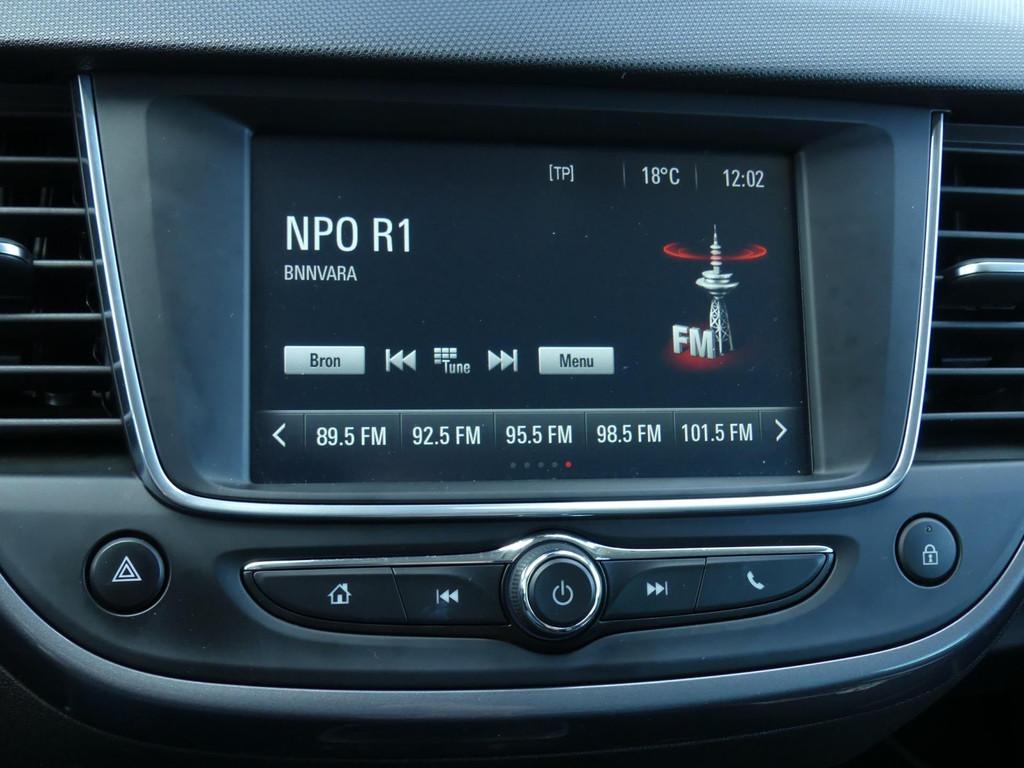 [TP] 18°C 12:02
NPO R1
BNNVARA
FM
Bron Tune Menu
89.5 FM 92.5 FM 95.5 FM 98.5 FM 101.5 FM